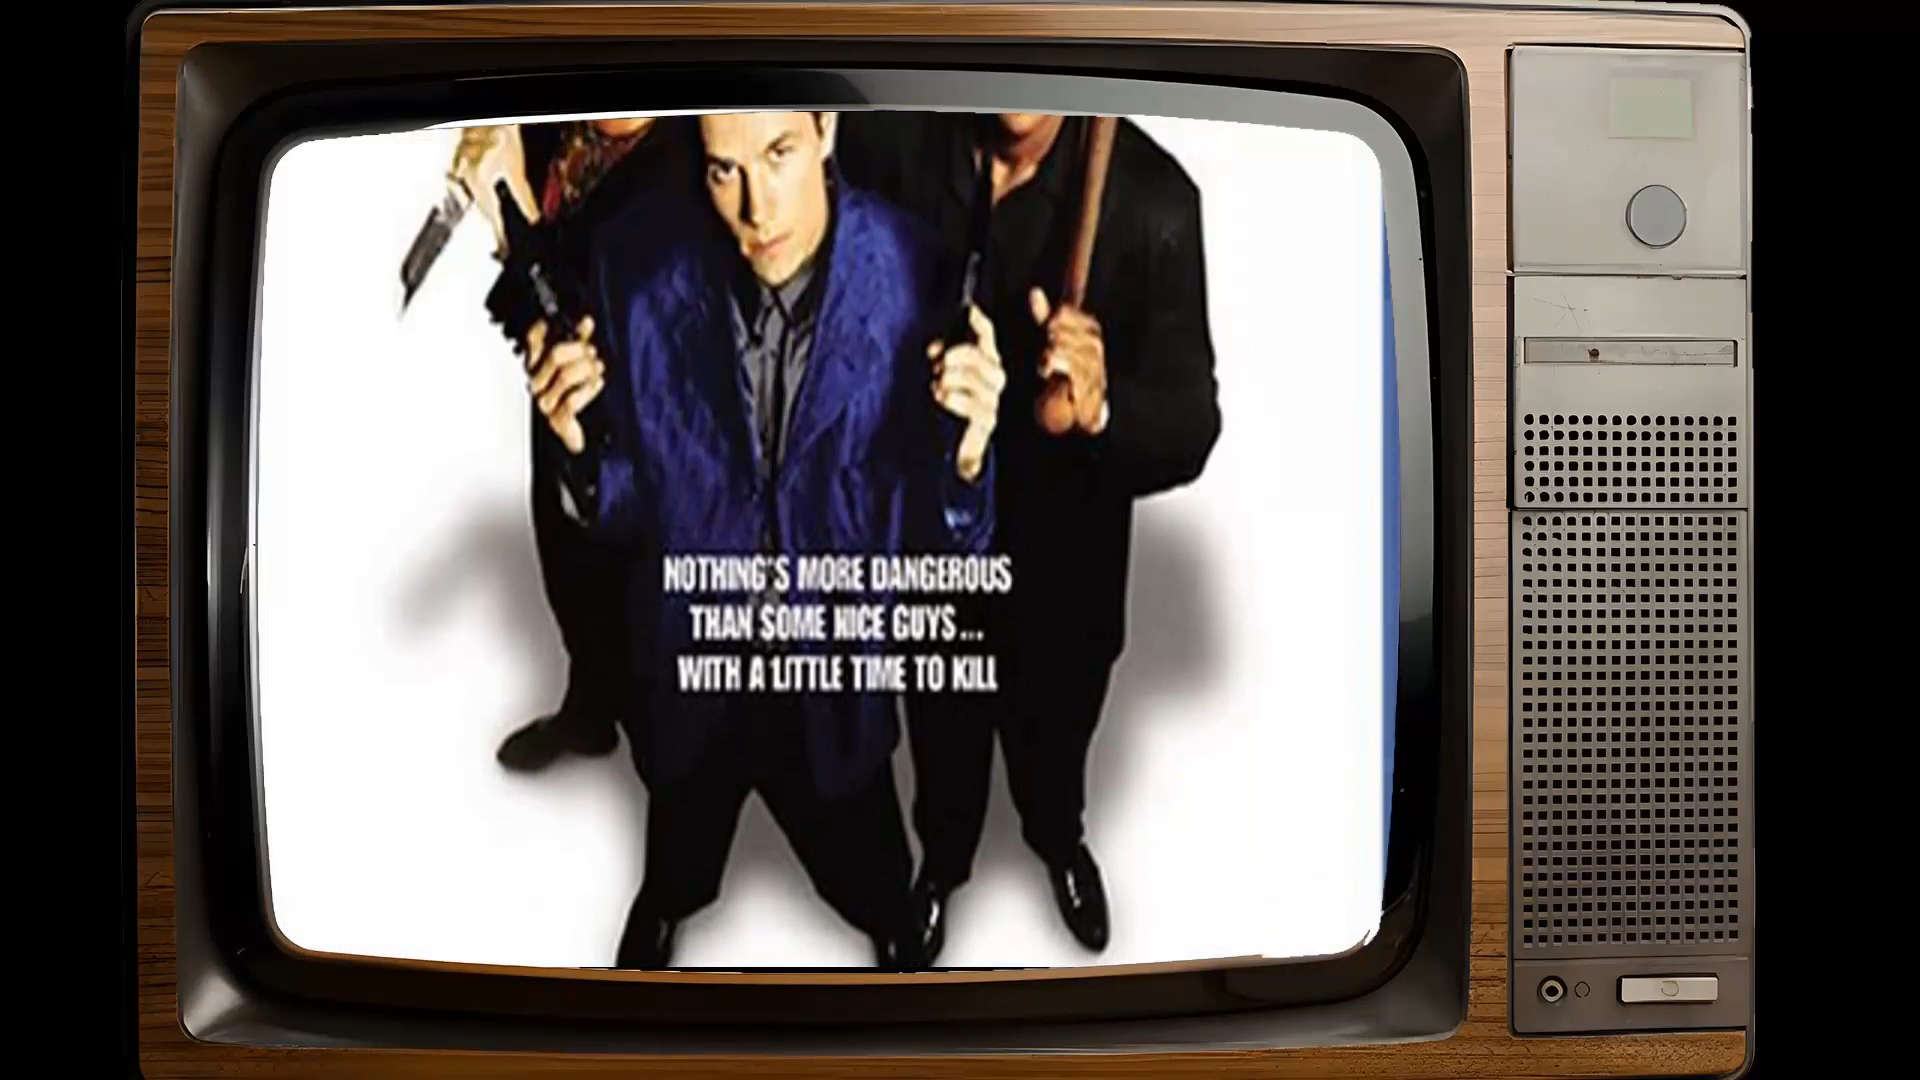 NOTHING'S MORE DANGEROUS
THAN SOME NICE GUYS...
WITH A LITTLE TIME TO KILL